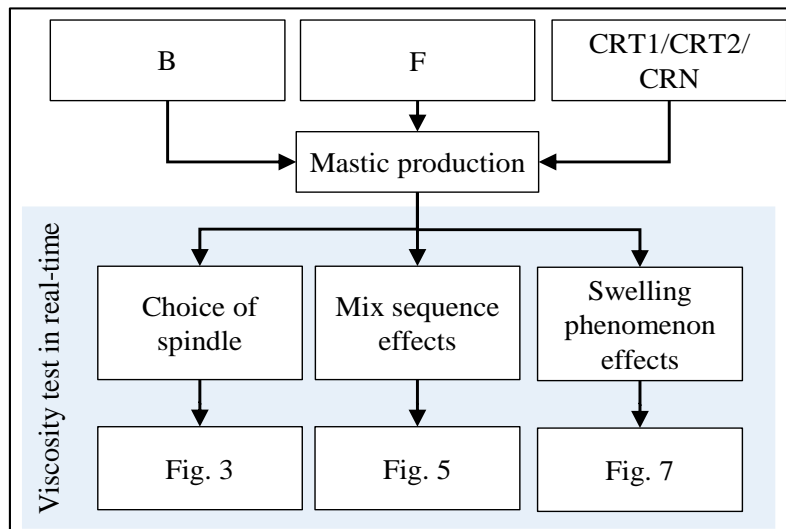 B
F
CRT1/CRT2/
CRN
Mastic production
Viscosity test in real-time
Choice of
spindle
Mix sequence
effects
Swelling
phenomenon
effects
Fig. 3
Fig. 5
Fig. 7